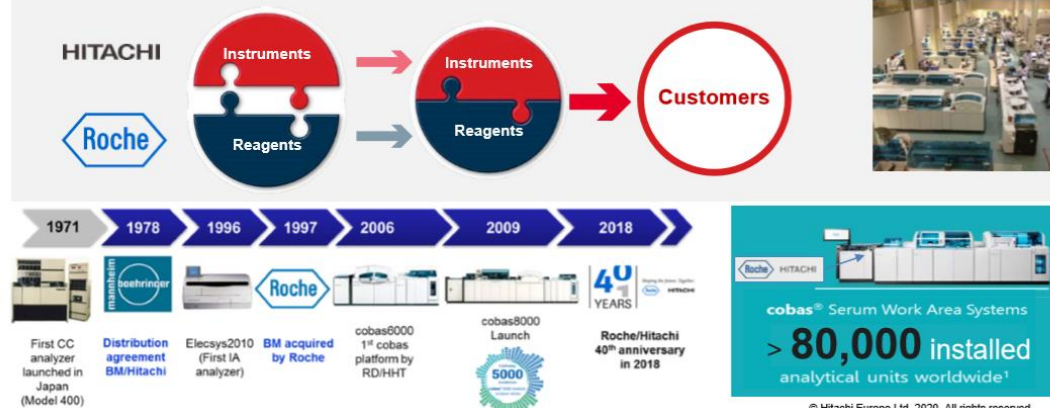 HITACHI
Roche
Instruments
Reagents
Instruments
Reagents
Customers
1971
1978
1996
1997
2006
2009
2018
mannheim
boehringer
Roche
40
YEARS
Roche
HITACHI
First CC
analyzer
launched in
Japan
(Model 400)
Distribution
agreement
BM/Hitachi
Elecsys2010
(First IA
analyzer)
BM acquired
by Roche
cobas6000
1st cobas
platform by
RD/HHT
cobas8000
Launch
5000
Roche/Hitachi
40th anniversary
in 2018
Roche HITACHI
cobas® Serum Work Area Systems
> 80,000 installed
analytical units worldwide¹
© Hitachi Europe Ltd. 2020. All rights reserved